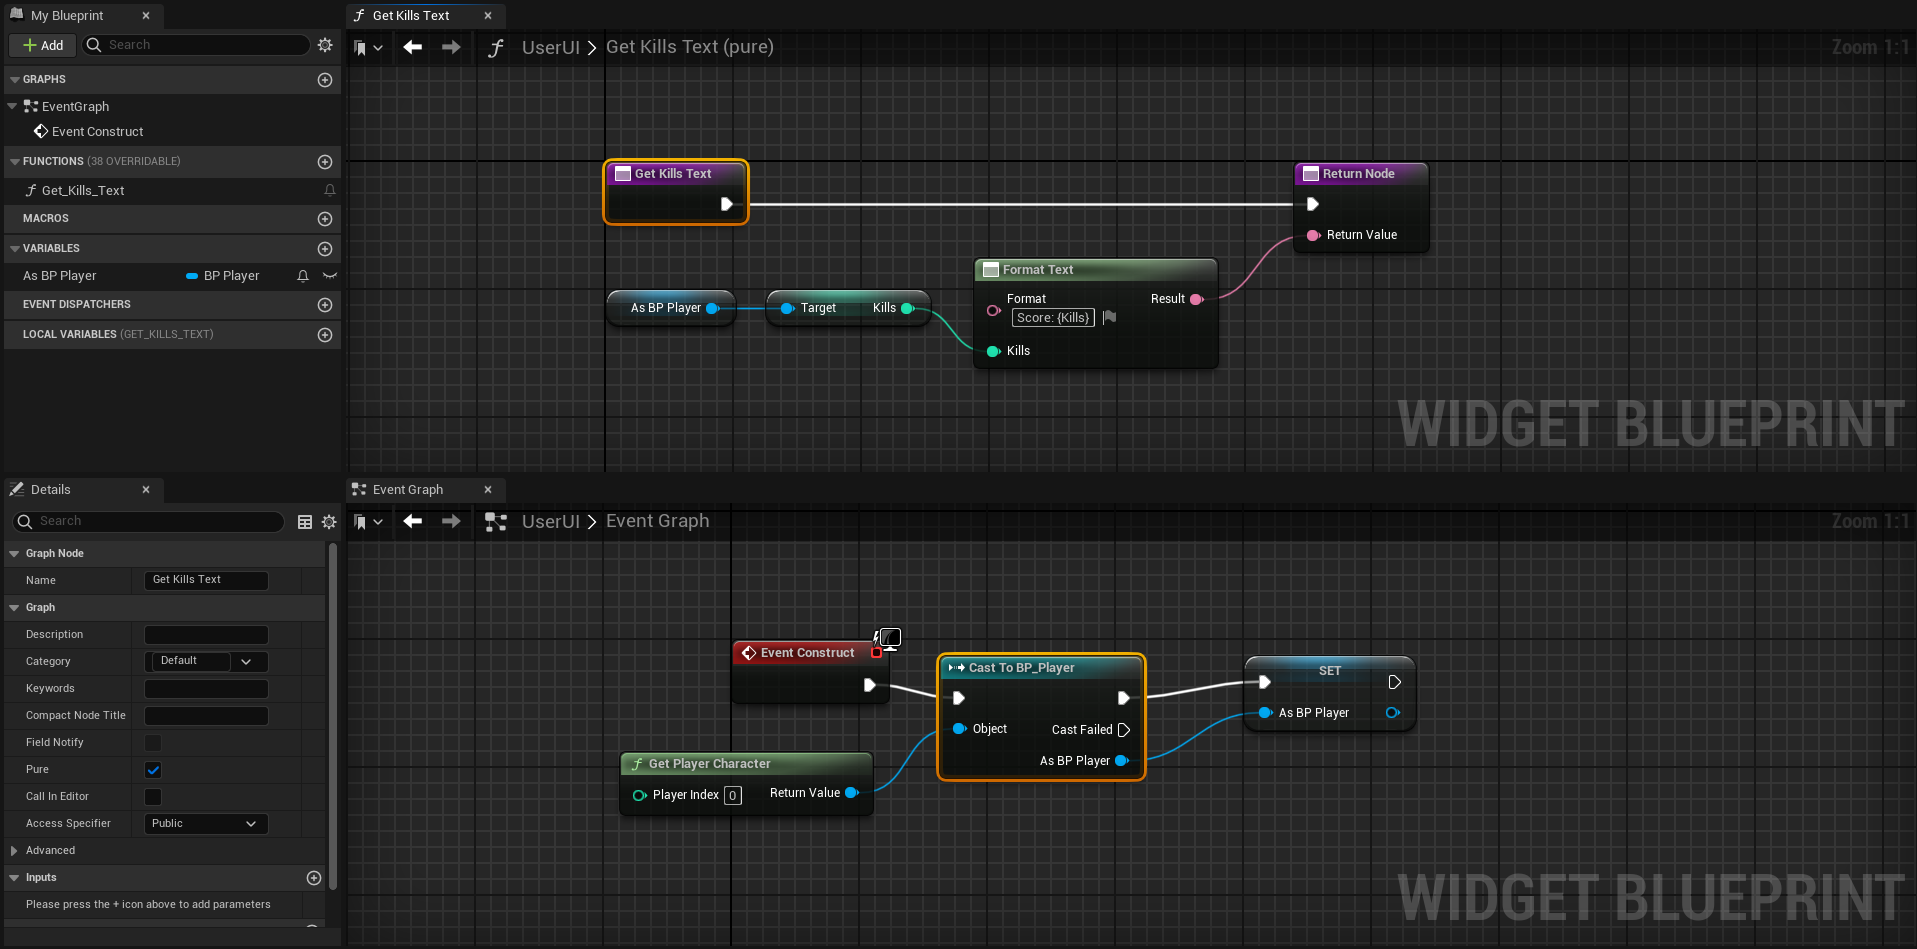 My Blueprint
Add
Search
GRAPHS
EventGraph
Event Construct
FUNCTIONS (38 OVERRIDABLE)
Get_Kills_Text
MACROS
VARIABLES
As BP Player BP Player
EVENT DISPATCHERS
LOCAL VARIABLES (GET_KILLS_TEXT)
Get Kills Text
UserUI > Get Kills Text (pure)
Zoom 1:1
Get Kills Text
Return Node
Return Value
Format Text
Format
Score: {Kills}
Result
Kills
As BP Player
Target Kills
WIDGET BLUEPRINT
Details
Search
Graph Node
Name Get Kills Text
Graph
Description
Category Default
Keywords
Compact Node Title
Field Notify
Pure
Call In Editor
Access Specifier Public
Advanced
Inputs
Please press the + icon above to add parameters
Event Graph
UserUI > Event Graph
Zoom 1:1
Event Construct
Cast To BP_Player
Object
Cast Failed
As BP Player
SET
As BP Player
Get Player Character
Player Index 0
Return Value
WIDGET BLUEPRINT